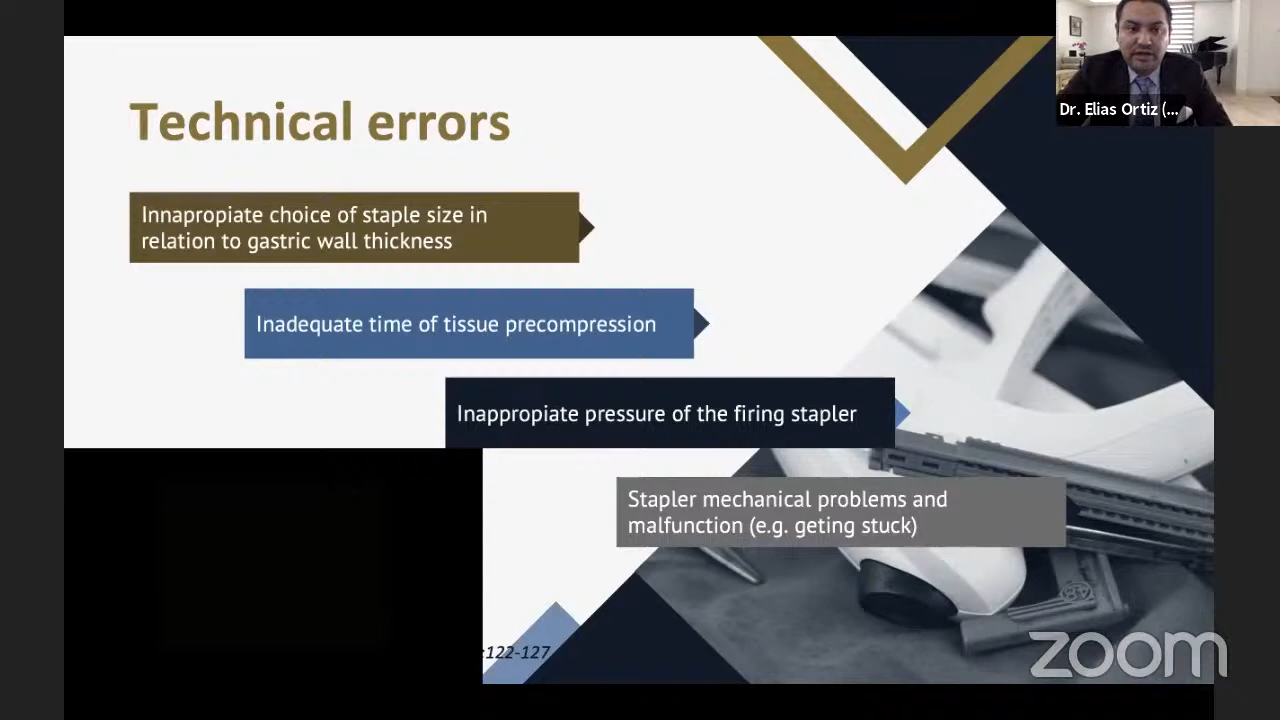 Dr. Elias Ortiz (...
Technical errors
Innapropiate choice of staple size in
relation to gastric wall thickness
Inadequate time of tissue precompression
Inappropiate pressure of the firing stapler
Stapler mechanical problems and
malfunction (e.g. geting stuck)
:122-127
zoom